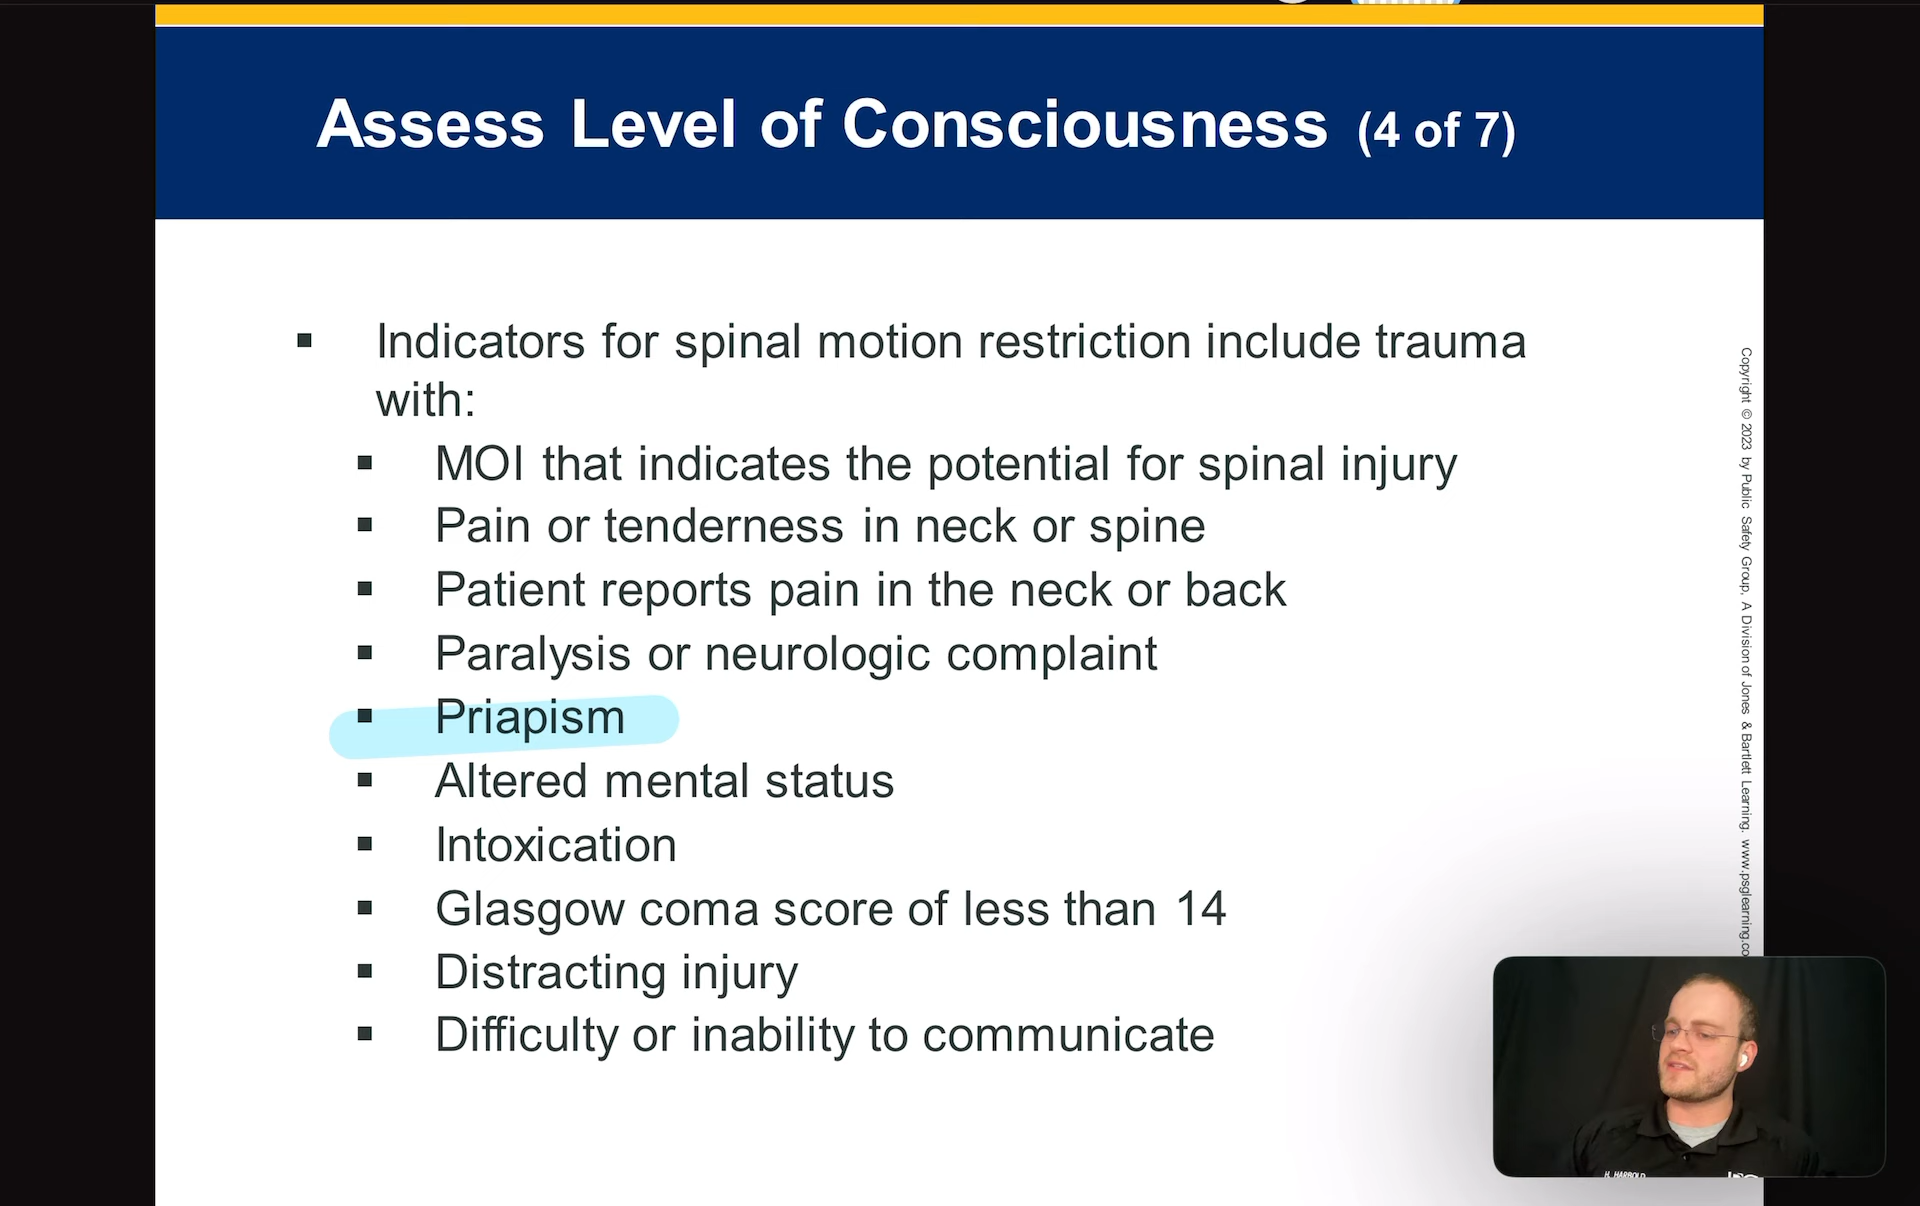 Assess Level of Consciousness (4 of 7)
▪ Indicators for spinal motion restriction include trauma
with:
▪ MOI that indicates the potential for spinal injury
▪ Pain or tenderness in neck or spine
▪ Patient reports pain in the neck or back
▪ Paralysis or neurologic complaint
▪ Priapism
▪ Altered mental status
▪ Intoxication
▪ Glasgow coma score of less than 14
▪ Distracting injury
▪ Difficulty or inability to communicate
Copyright © 2023 by Public Safety Group, A Division of Jones & Bartlett Learning. www.psglearning.co
H. HARBOLD